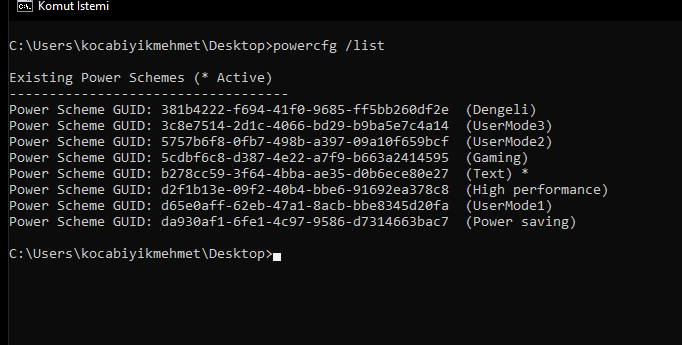 Komut İstemi
C:\Users\kocabiyikmehmet\Desktop>powercfg /list
Existing Power Schemes (* Active)
-----------------------------------
Power Scheme GUID: 381b4222-f694-41f0-9685-ff5bb260df2e  (Dengeli)
Power Scheme GUID: 3c8e7514-2d1c-4066-bd29-b9ba5e7c4a14  (UserMode3)
Power Scheme GUID: 5757b6f8-0fb7-498b-a397-09a10f659bcf  (UserMode2)
Power Scheme GUID: 5cdbf6c8-d387-4e22-a7f9-b663a2414595  (Gaming)
Power Scheme GUID: b278cc59-3f64-4bba-ae35-d0b6ece80e27  (Text) *
Power Scheme GUID: d2f1b13e-09f2-40b4-bbe6-91692ea378c8  (High performance)
Power Scheme GUID: d65e0aff-62eb-47a1-8acb-bbe8345d20fa  (UserMode1)
Power Scheme GUID: da930af1-6fe1-4c97-9586-d7314663bac7  (Power saving)
C:\Users\kocabiyikmehmet\Desktop>